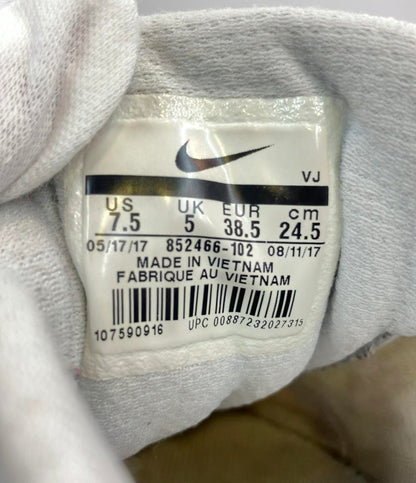 VJ
US UK EUR cm
7.5 5 38.5 24.5
05/17/17 852466-102 08/11/17
MADE IN VIETNAM
FABRIQUE AU VIETNAM
107590916 UPC 00887232027315